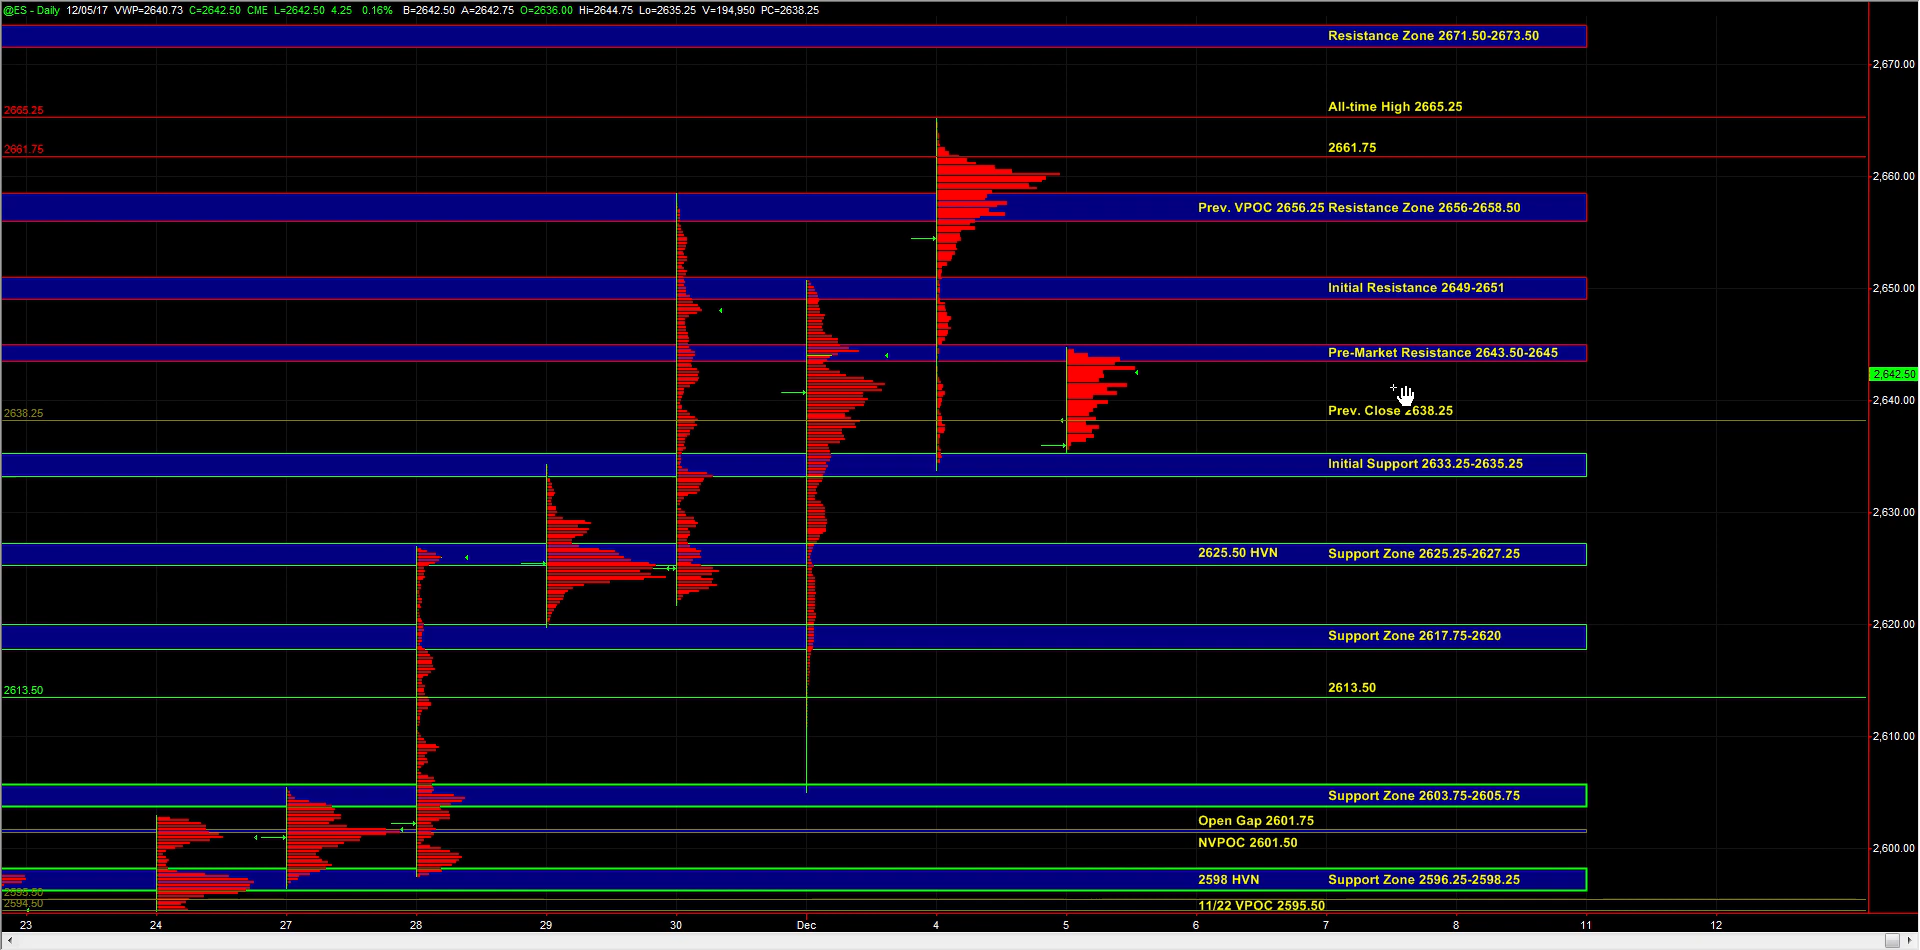 @ES - Daily 12/05/17 VWP=2640.73 C=2642.50 CME L=2642.50 4.25 0.16% B=2642.50 A=2642.75 O=2636.00 Hi=2644.75 Lo=2635.25 V=194,950 PC=2638.25
Resistance Zone 2671.50-2673.50
2,670.00
2665.25
All-time High 2665.25
2661.75
2661.75
2,660.00
Prev. VPOC 2656.25 Resistance Zone 2656-2658.50
2,650.00
Initial Resistance 2649-2651
Pre-Market Resistance 2643.50-2645
2,642.50
2,640.00
2638.25
Prev. Close 2638.25
Initial Support 2633.25-2635.25
2,630.00
2625.50 HVN Support Zone 2625.25-2627.25
2,620.00
Support Zone 2617.75-2620
2613.50
2613.50
2,610.00
Support Zone 2603.75-2605.75
Open Gap 2601.75
NVPOC 2601.50
2,600.00
2598 HVN Support Zone 2596.25-2598.25
2595.50
2594.50
11/22 VPOC 2595.50
23 24 27 28 29 30 Dec 4 5 6 7 8 11 12